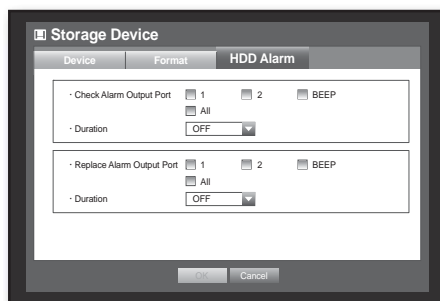 Storage Device
Device Format HDD Alarm
· Check Alarm Output Port 1 2 BEEP
All
· Duration OFF
· Replace Alarm Output Port 1 2 BEEP
All
· Duration OFF
OK Cancel